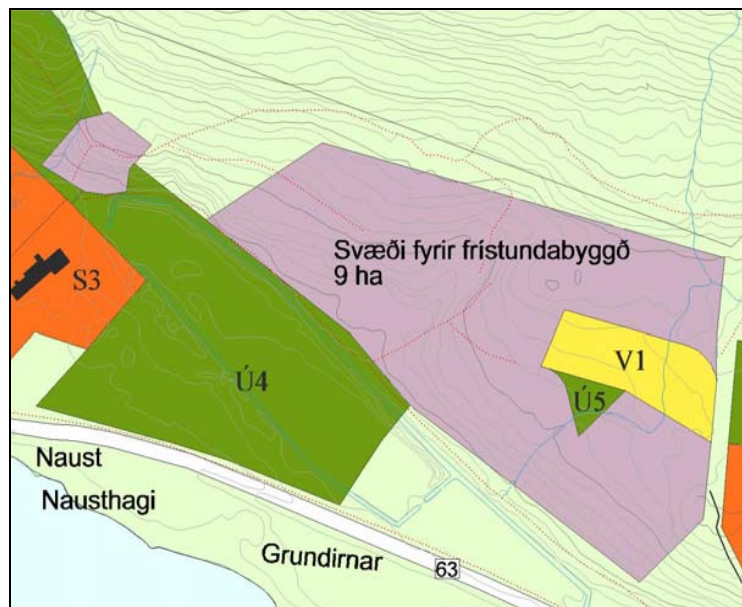 Svæði fyrir frístundabyggð
9 ha
S3
V1
Ú4
Ú5
Naust
Nausthagi
Grundirnar
63